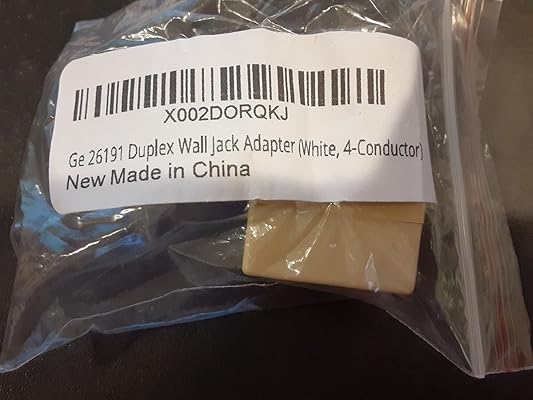 X002DORQKJ
Ge 26191 Duplex Wall Jack Adapter (White, 4-Conductor)
New Made in China